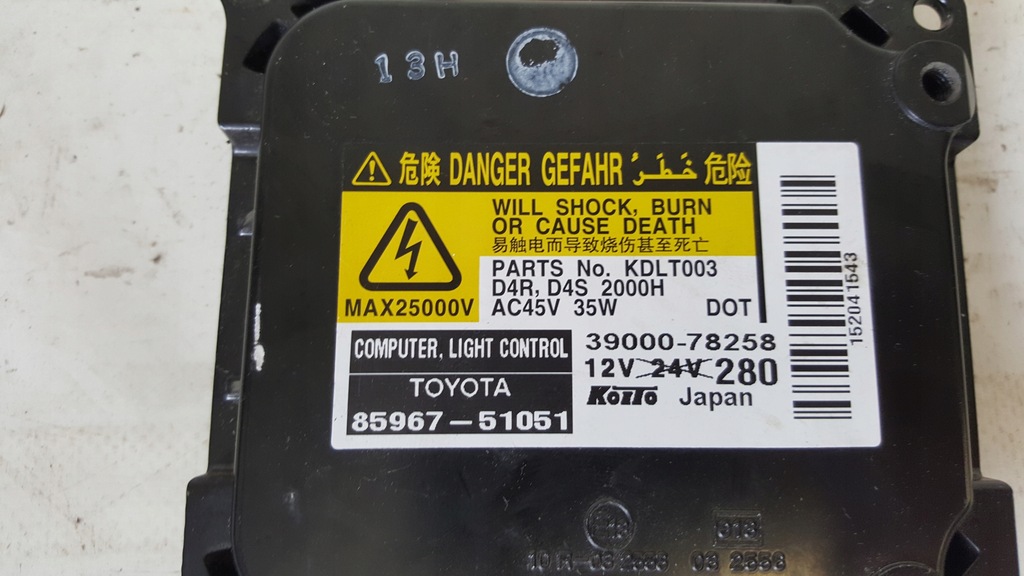 13H
危険 DANGER GEFAHR خَطَرٌ 危险
WILL SHOCK, BURN
OR CAUSE DEATH
易触电而导致烧伤甚至死亡
MAX25000V
PARTS No. KDLT003
D4R, D4S 2000H
AC45V 35W DOT
COMPUTER, LIGHT CONTROL
TOYOTA
85967-51051
39000-78258
12V 24V 280
KOITO Japan
152041543